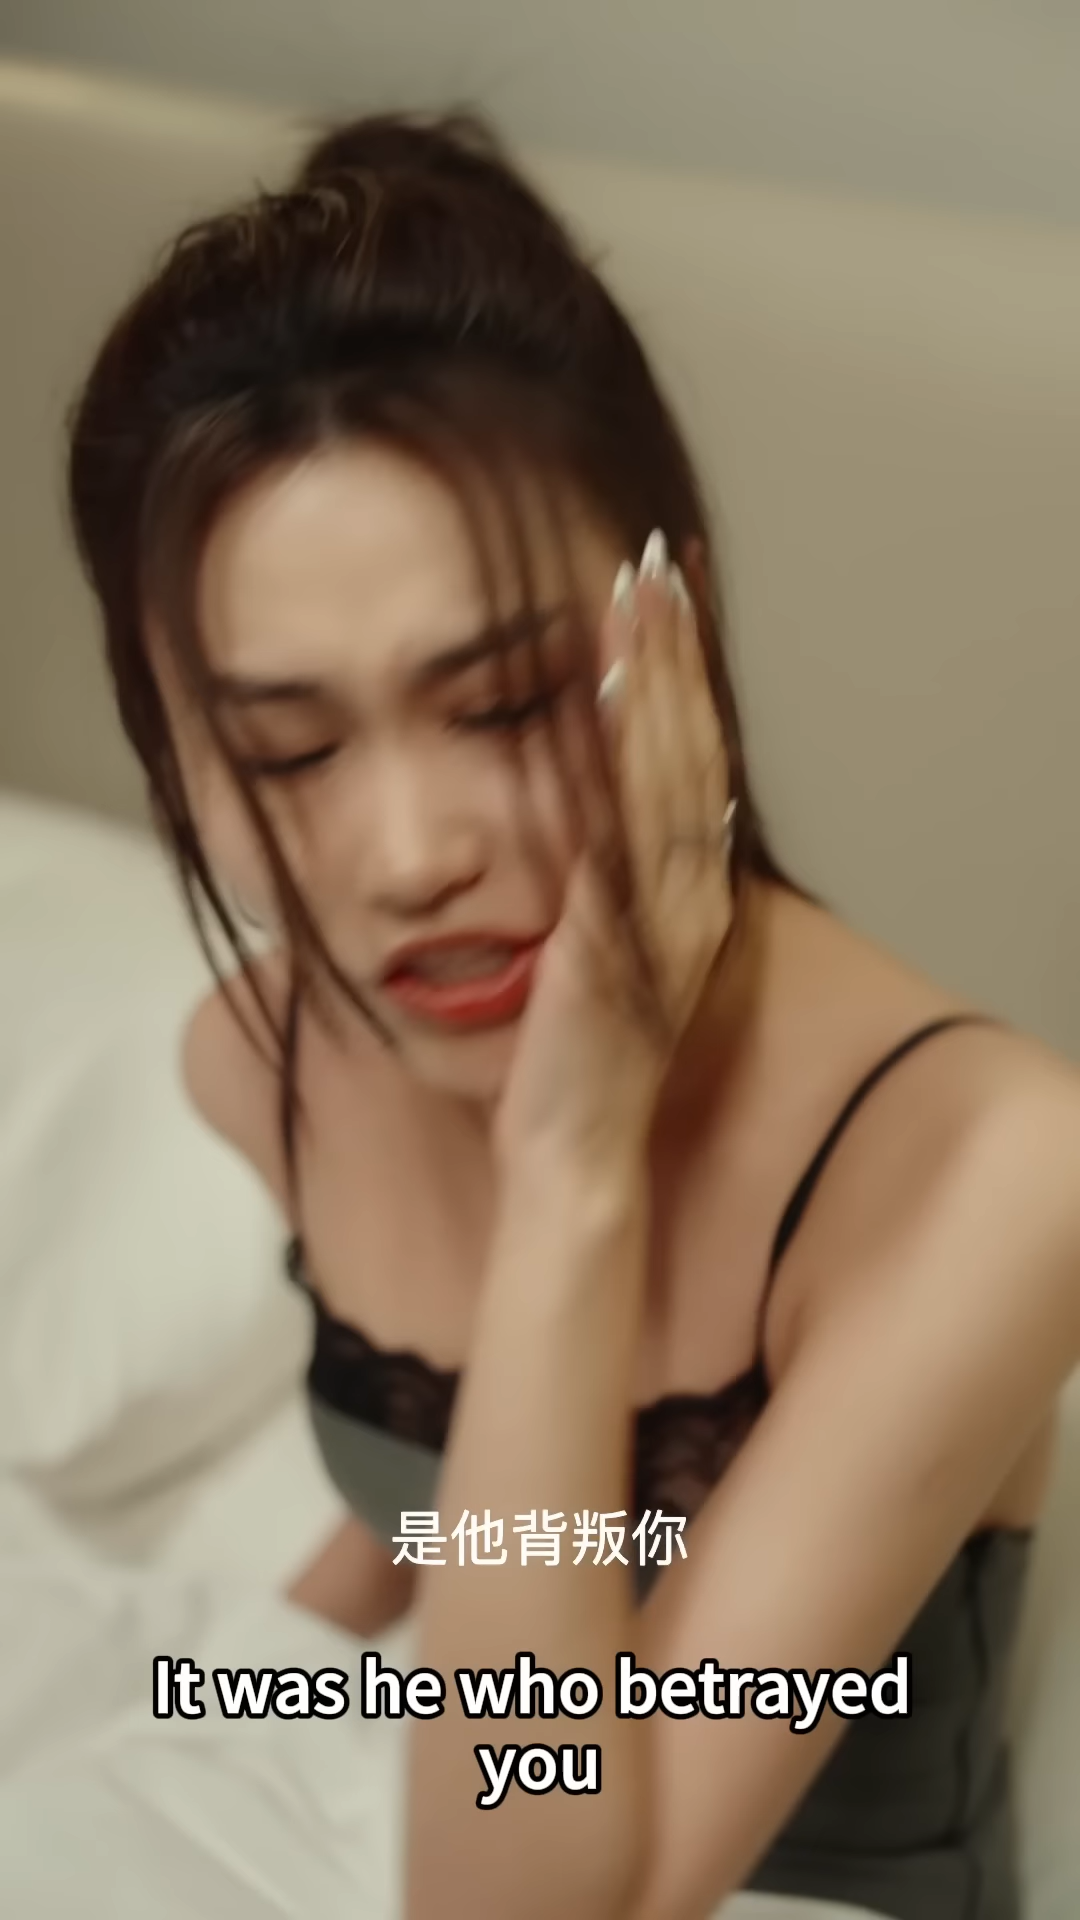 是他背叛你
It was he who betrayed
you